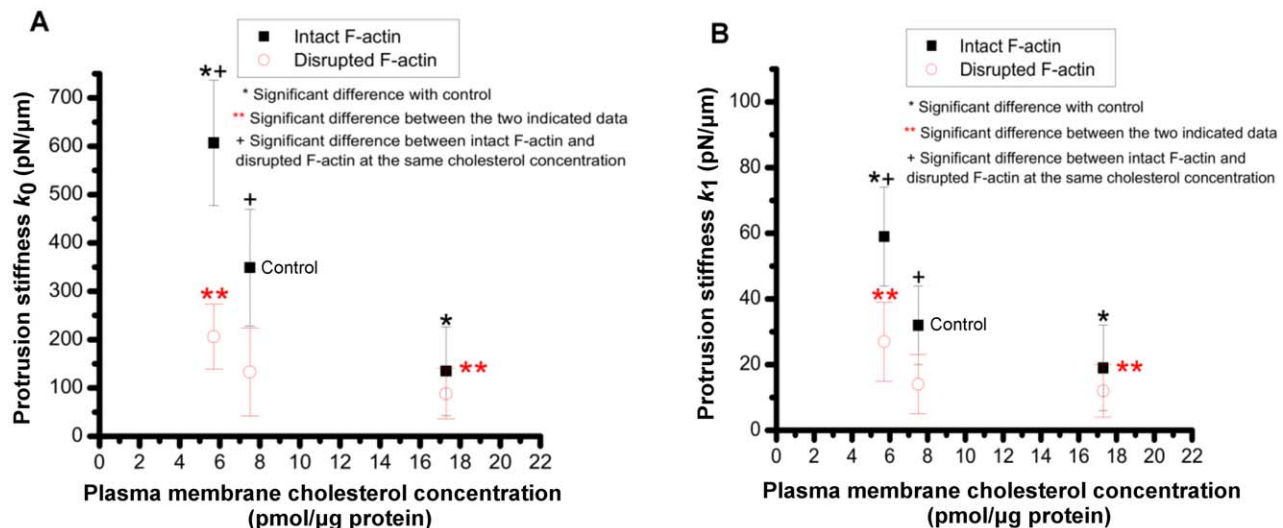 A
Intact F-actin
Disrupted F-actin
* Significant difference with control
** Significant difference between the two indicated data
+ Significant difference between intact F-actin and
disrupted F-actin at the same cholesterol concentration
Protrusion stiffness k0 (pN/µm)
700
600
500
400
300
200
100
0
*+
+
Control
**
*
**
0 2 4 6 8 10 12 14 16 18 20 22
Plasma membrane cholesterol concentration
(pmol/µg protein)
B
Intact F-actin
Disrupted F-actin
* Significant difference with control
** Significant difference between the two indicated data
+ Significant difference between intact F-actin and
disrupted F-actin at the same cholesterol concentration
Protrusion stiffness k1 (pN/µm)
100
80
60
40
20
0
*+
+
**
Control
*
**
0 2 4 6 8 10 12 14 16 18 20 22
Plasma membrane cholesterol concentration
(pmol/µg protein)